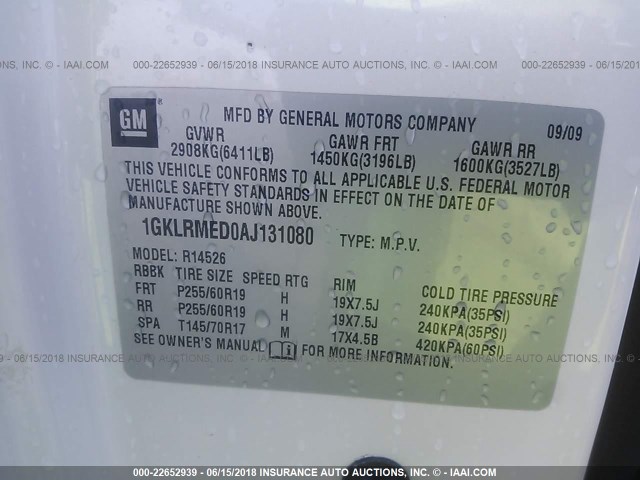 000-22652939 - 06/15/2018 INSURANCE AUTO AUCTIONS, INC. - IAAI.COM
GM
MFD BY GENERAL MOTORS COMPANY 09/09
GVWR GAWR FRT GAWR RR
2908KG(6411LB) 1450KG(3196LB) 1600KG(3527LB)
THIS VEHICLE CONFORMS TO ALL APPLICABLE U.S. FEDERAL MOTOR
VEHICLE SAFETY STANDARDS IN EFFECT ON THE DATE OF
MANUFACTURE SHOWN ABOVE.
1GKLRMED0AJ131080 TYPE: M.P.V.
MODEL: R14526
RBBK TIRE SIZE SPEED RTG RIM COLD TIRE PRESSURE
FRT P255/60R19 H 19X7.5J 240KPA(35PSI)
RR P255/60R19 H 19X7.5J 240KPA(35PSI)
SPA T145/70R17 M 17X4.5B 420KPA(60PSI)
SEE OWNER'S MANUAL i FOR MORE INFORMATION.
000-22652939 - 06/15/2018 INSURANCE AUTO AUCTIONS, INC. - IAAI.COM